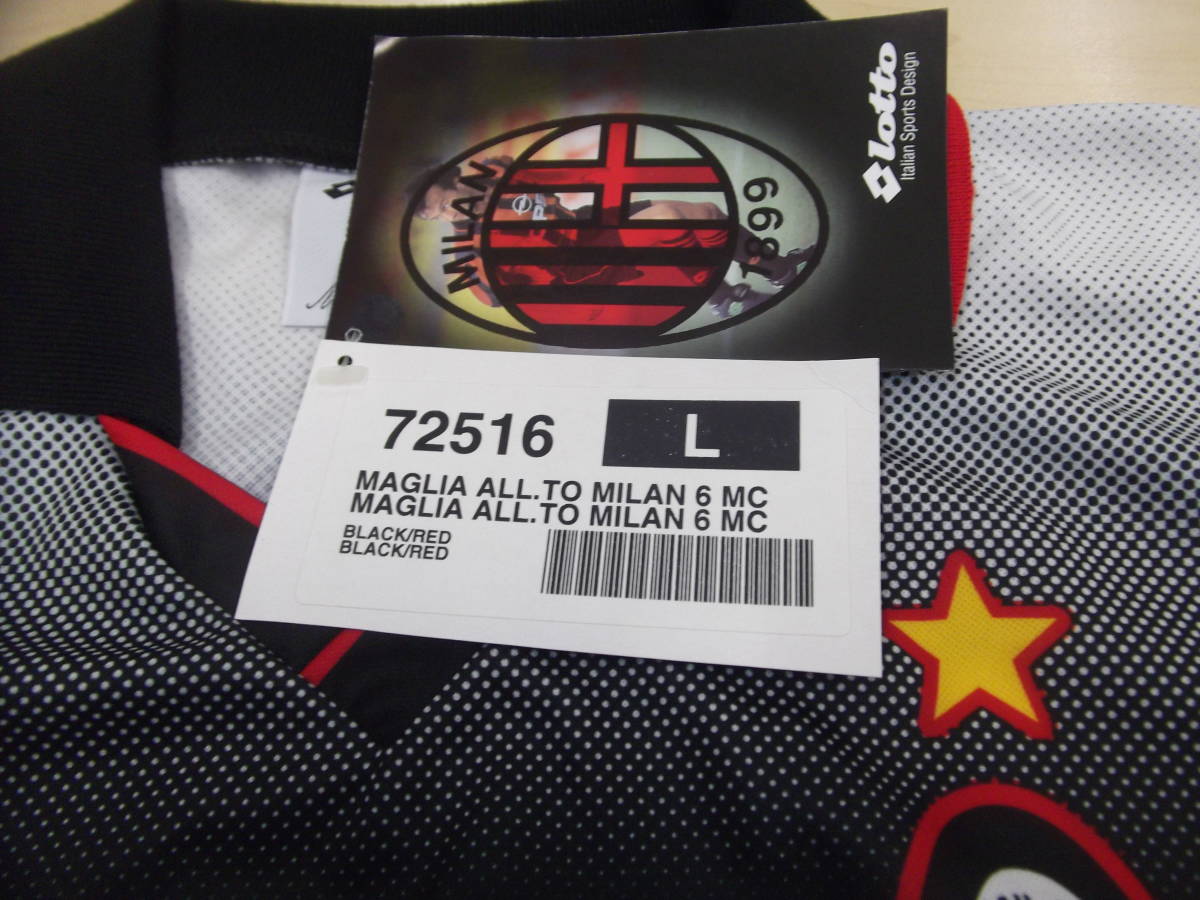 lotto
Italian Sports Design
MILAN
1899
72516
L
MAGLIA ALL.TO MILAN 6 MC
MAGLIA ALL.TO MILAN 6 MC
BLACK/RED
BLACK/RED